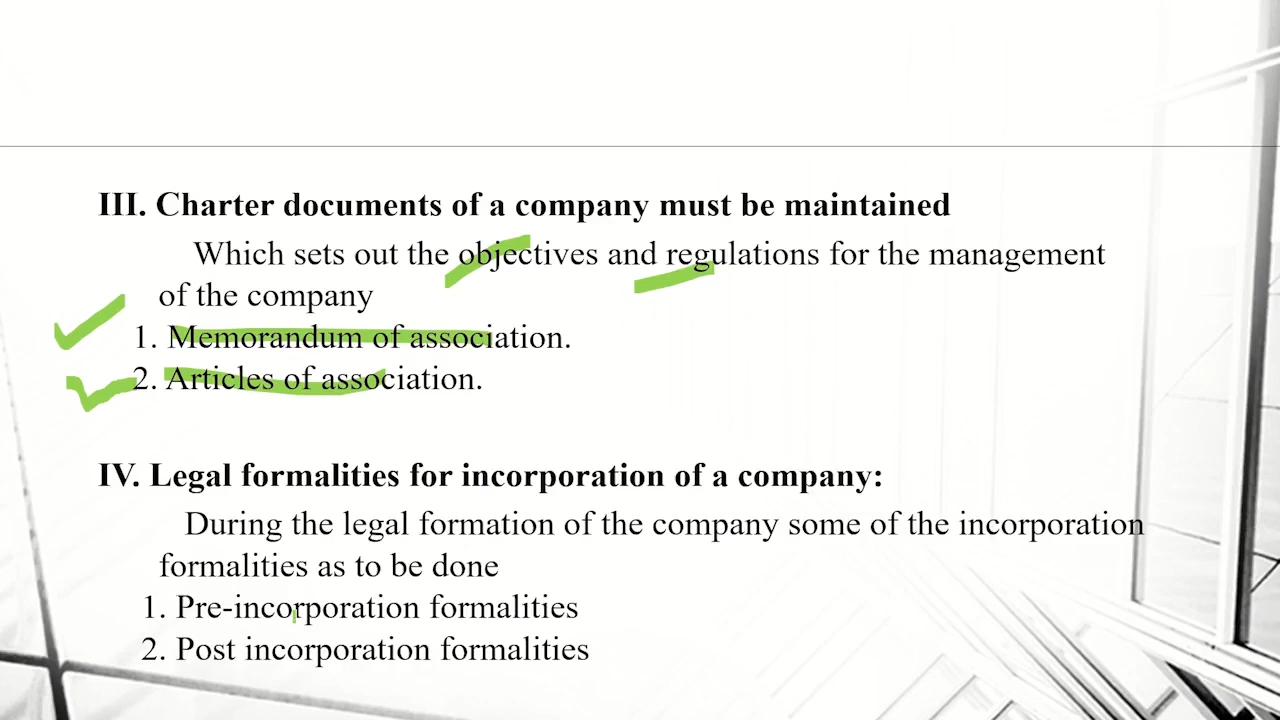 III. Charter documents of a company must be maintained
Which sets out the objectives and regulations for the management
of the company
1. Memorandum of association.
2. Articles of association.
IV. Legal formalities for incorporation of a company:
During the legal formation of the company some of the incorporation
formalities as to be done
1. Pre-incorporation formalities
2. Post incorporation formalities